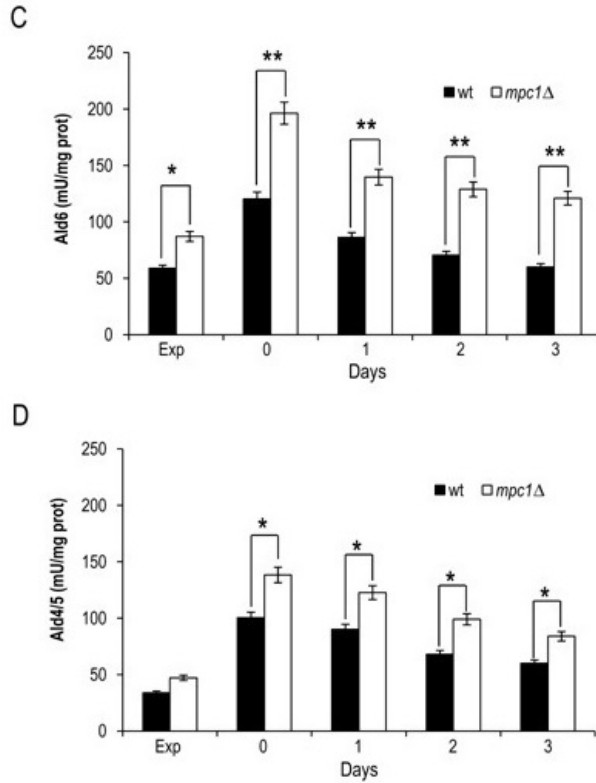 C
250
** 
wt mpc1Δ
200
** ** **
150
*
100
50
0
Ald6 (mU/mg prot)
Exp 0 1 2 3
Days
D
250
wt mpc1Δ
200
* * * *
150
100
50
0
Ald4/5 (mU/mg prot)
Exp 0 1 2 3
Days